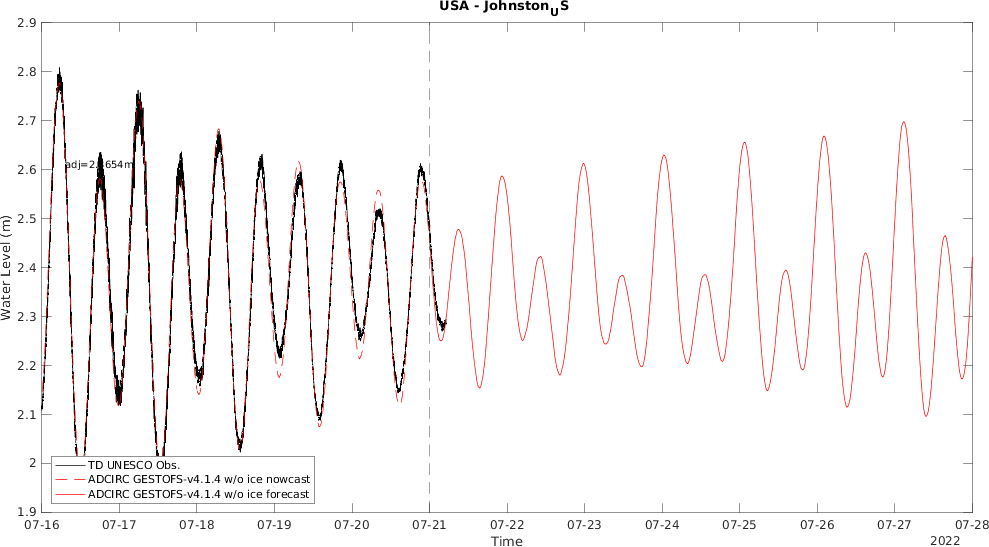 USA - Johnston_US
2.9
2.8
2.7
2.6
2.5
2.4
2.3
2.2
2.1
2
1.9
Water Level (m)
TD UNESCO Obs.
ADCIRC GESTOFS-v4.1.4 w/o ice nowcast
ADCIRC GESTOFS-v4.1.4 w/o ice forecast
07-16 07-17 07-18 07-19 07-20 07-21 07-22 07-23 07-24 07-25 07-26 07-27 07-28
Time
2022